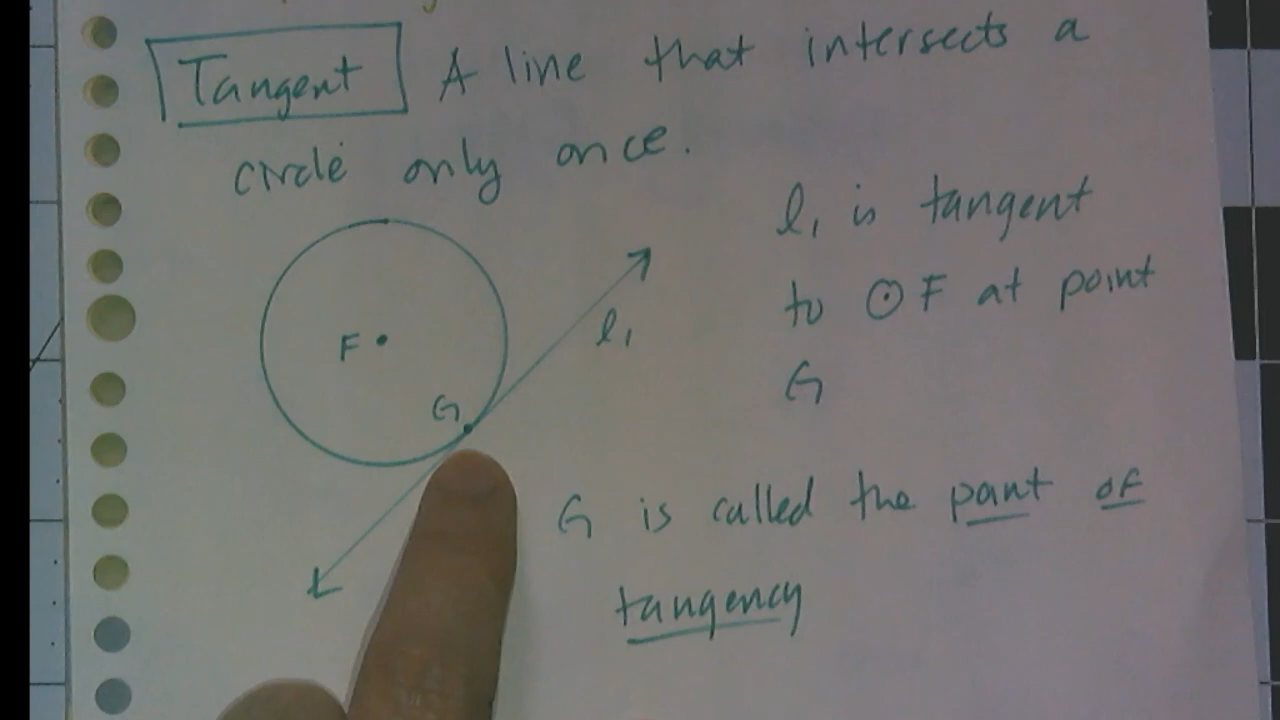 Tangent A line that intersects a
circle only once.
l₁ is tangent
to ⊙ F at point
G
F
l₁
G
G is called the point of
tangency